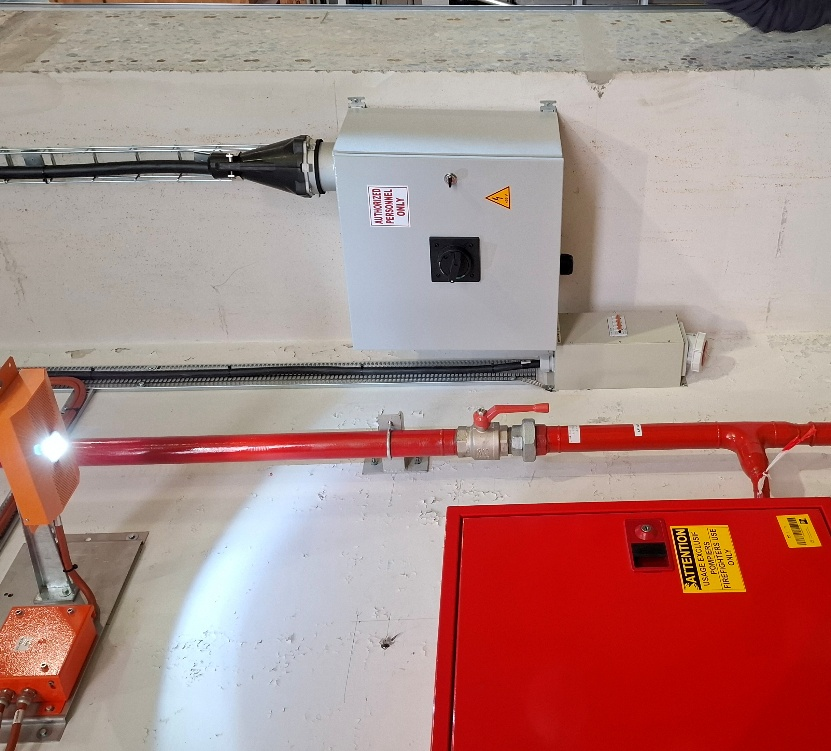 AUTHORIZED
PERSONNEL
ONLY
ATTENTION
USAGE EXCLUSIF
POMPIERS
FIREFIGHTERS USE
ONLY